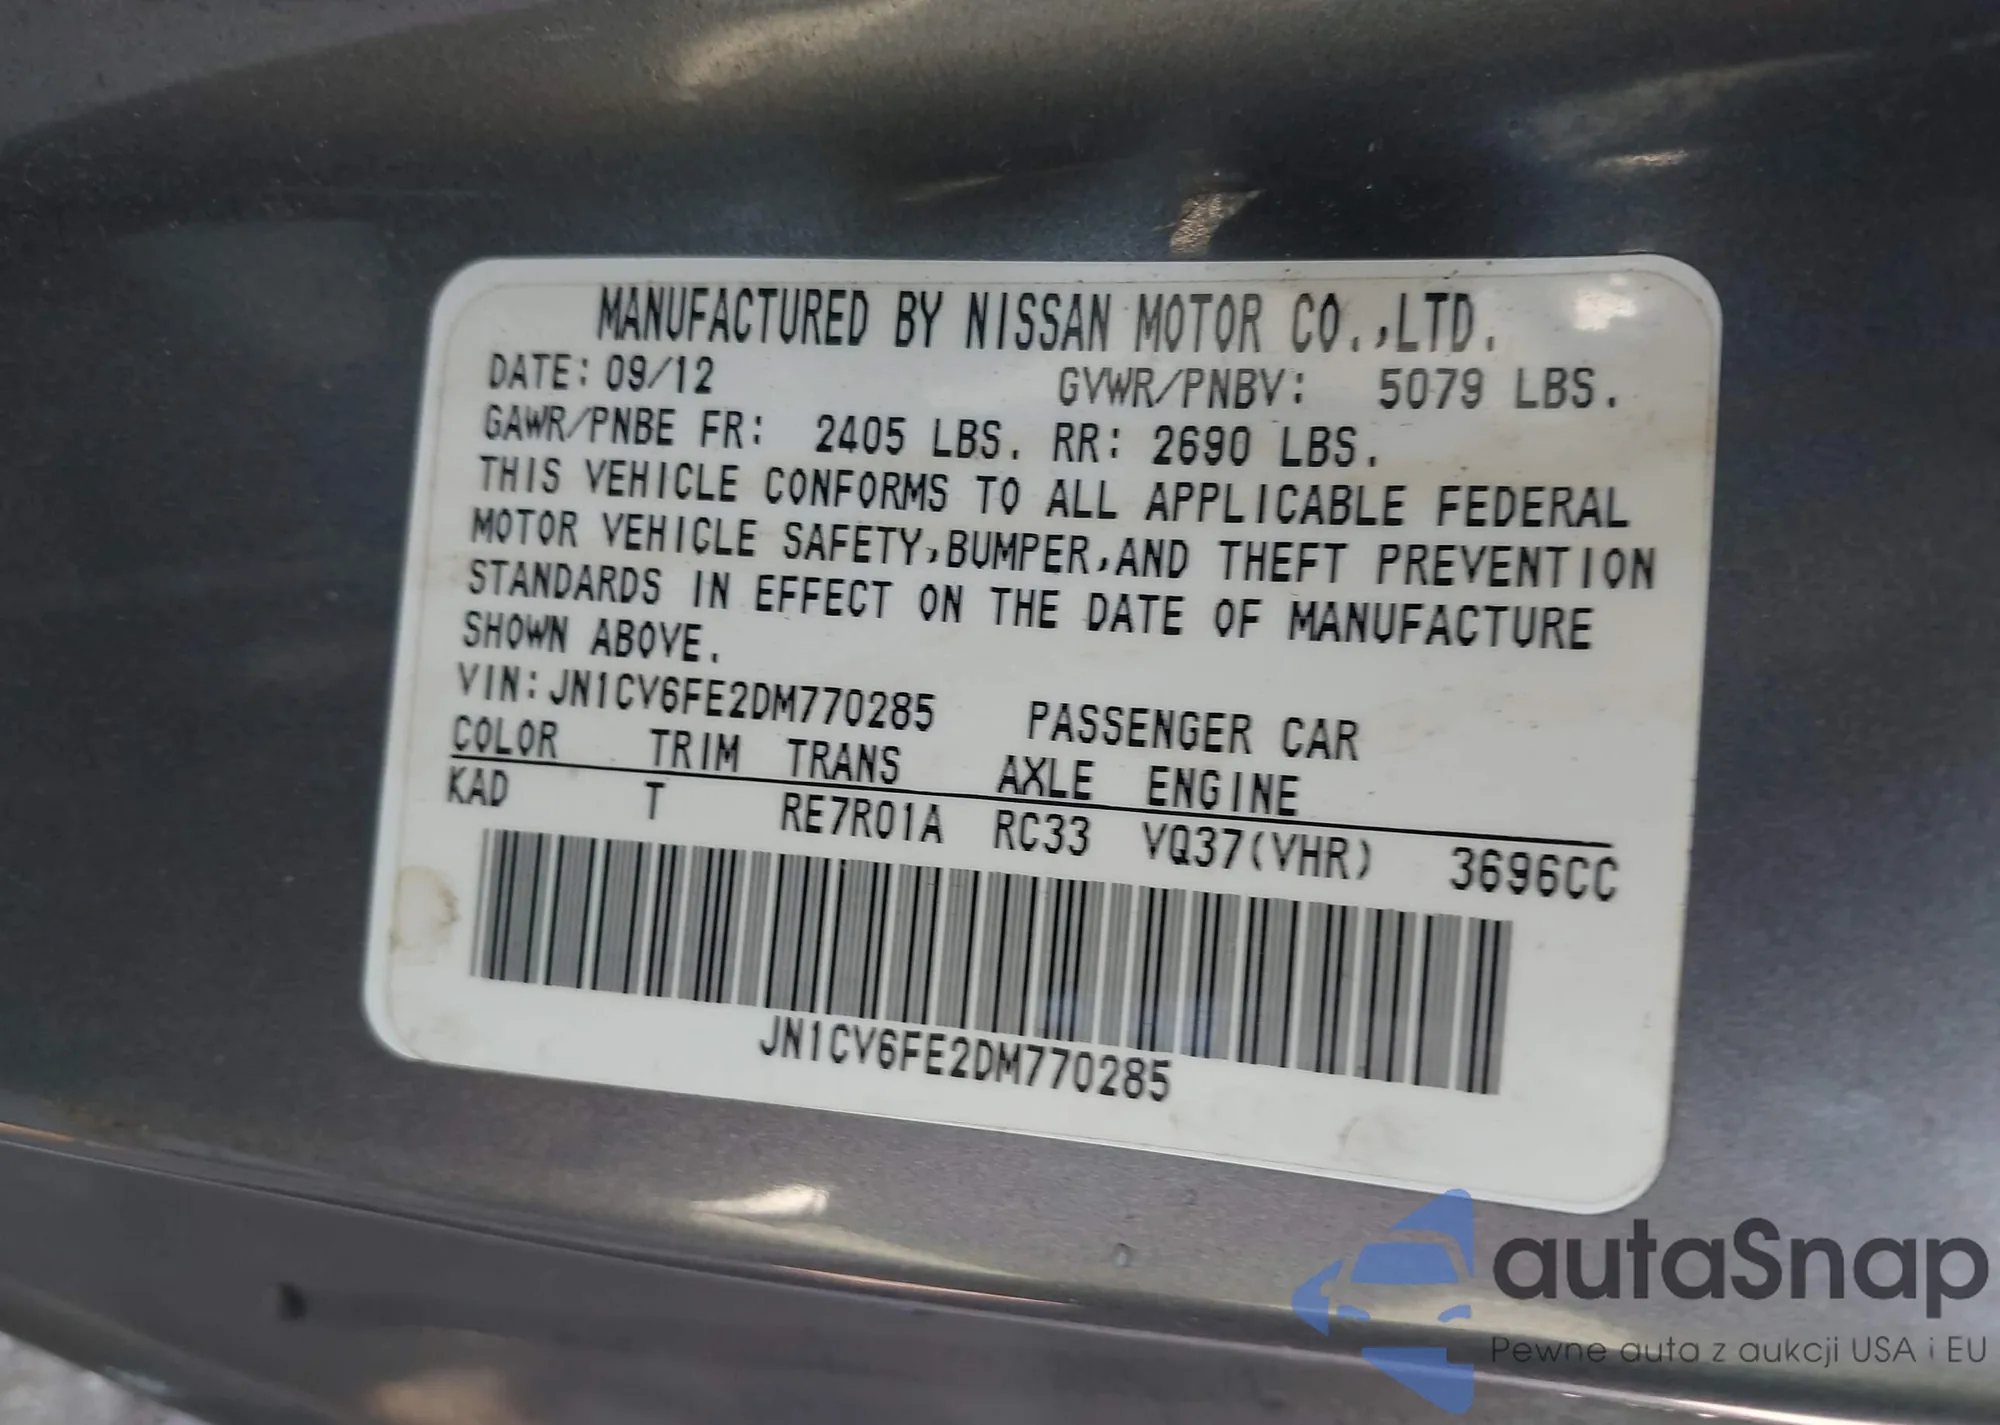 MANUFACTURED BY NISSAN MOTOR CO.,LTD.
DATE: 09/12 GVWR/PNBV: 5079 LBS.
GAWR/PNBE FR: 2405 LBS. RR: 2690 LBS.
THIS VEHICLE CONFORMS TO ALL APPLICABLE FEDERAL
MOTOR VEHICLE SAFETY,BUMPER,AND THEFT PREVENTION
STANDARDS IN EFFECT ON THE DATE OF MANUFACTURE
SHOWN ABOVE.
VIN:JN1CV6FE2DM770285 PASSENGER CAR
COLOR TRIM TRANS AXLE ENGINE
KAD T RE7R01A RC33 VQ37(VHR) 3696CC
JN1CV6FE2DM770285
autaSnap
Pewne auta z aukcji USA i EU